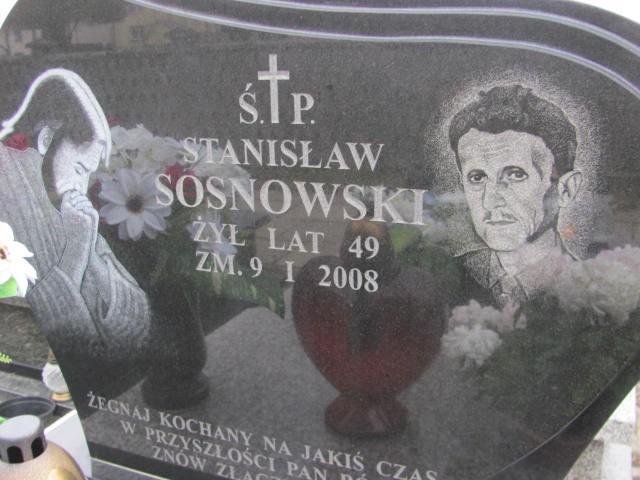 Ś.P.
STANISŁAW
SOSNOWSKI
ŻYŁ LAT 49
ZM. 9 I 2008
ŻEGNAJ KOCHANY NA JAKIŚ CZAS
W PRZYSZŁOŚCI PAN
ZNÓW